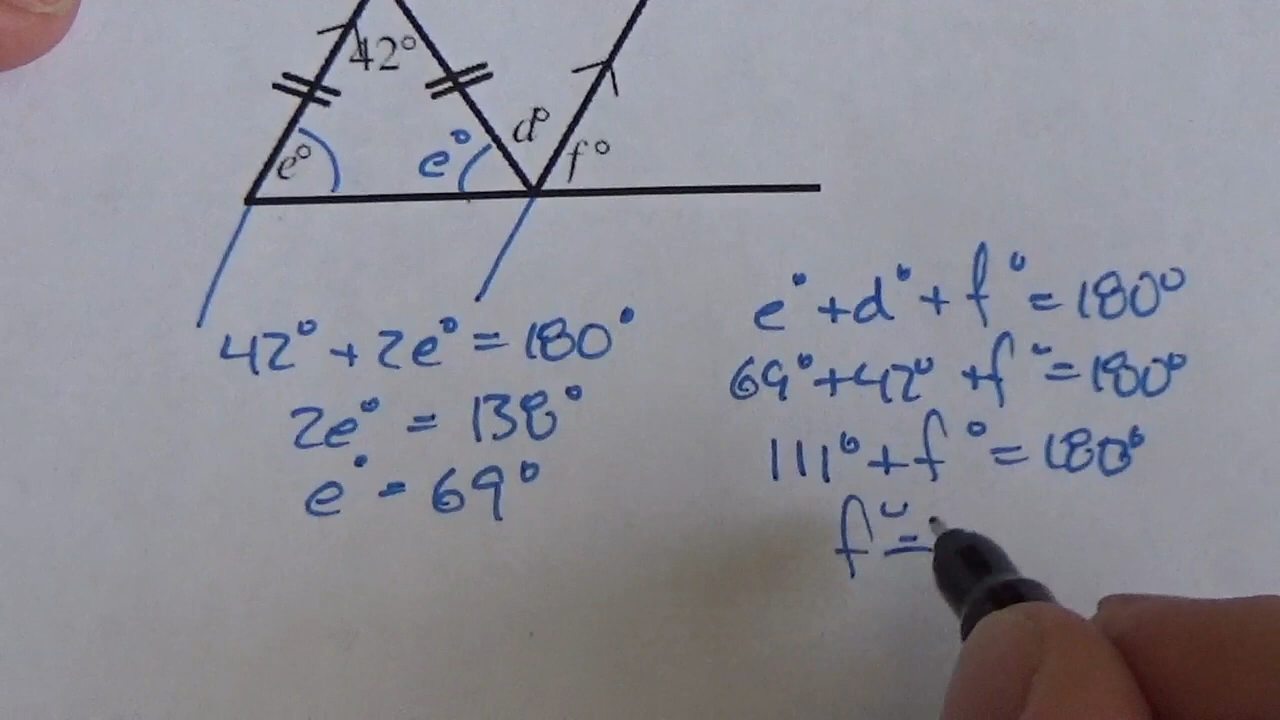 42°
d°
e° e° f°
42° + 2e° = 180°
2e° = 138°
e° = 69°
e° + d° + f° = 180°
69° + 42° + f° = 180°
111° + f° = 180°
f° =